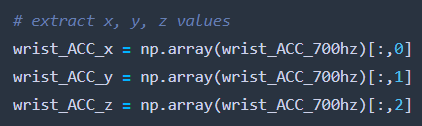 # extract x, y, z values
wrist_ACC_x = np.array(wrist_ACC_700hz)[:,0]
wrist_ACC_y = np.array(wrist_ACC_700hz)[:,1]
wrist_ACC_z = np.array(wrist_ACC_700hz)[:,2]